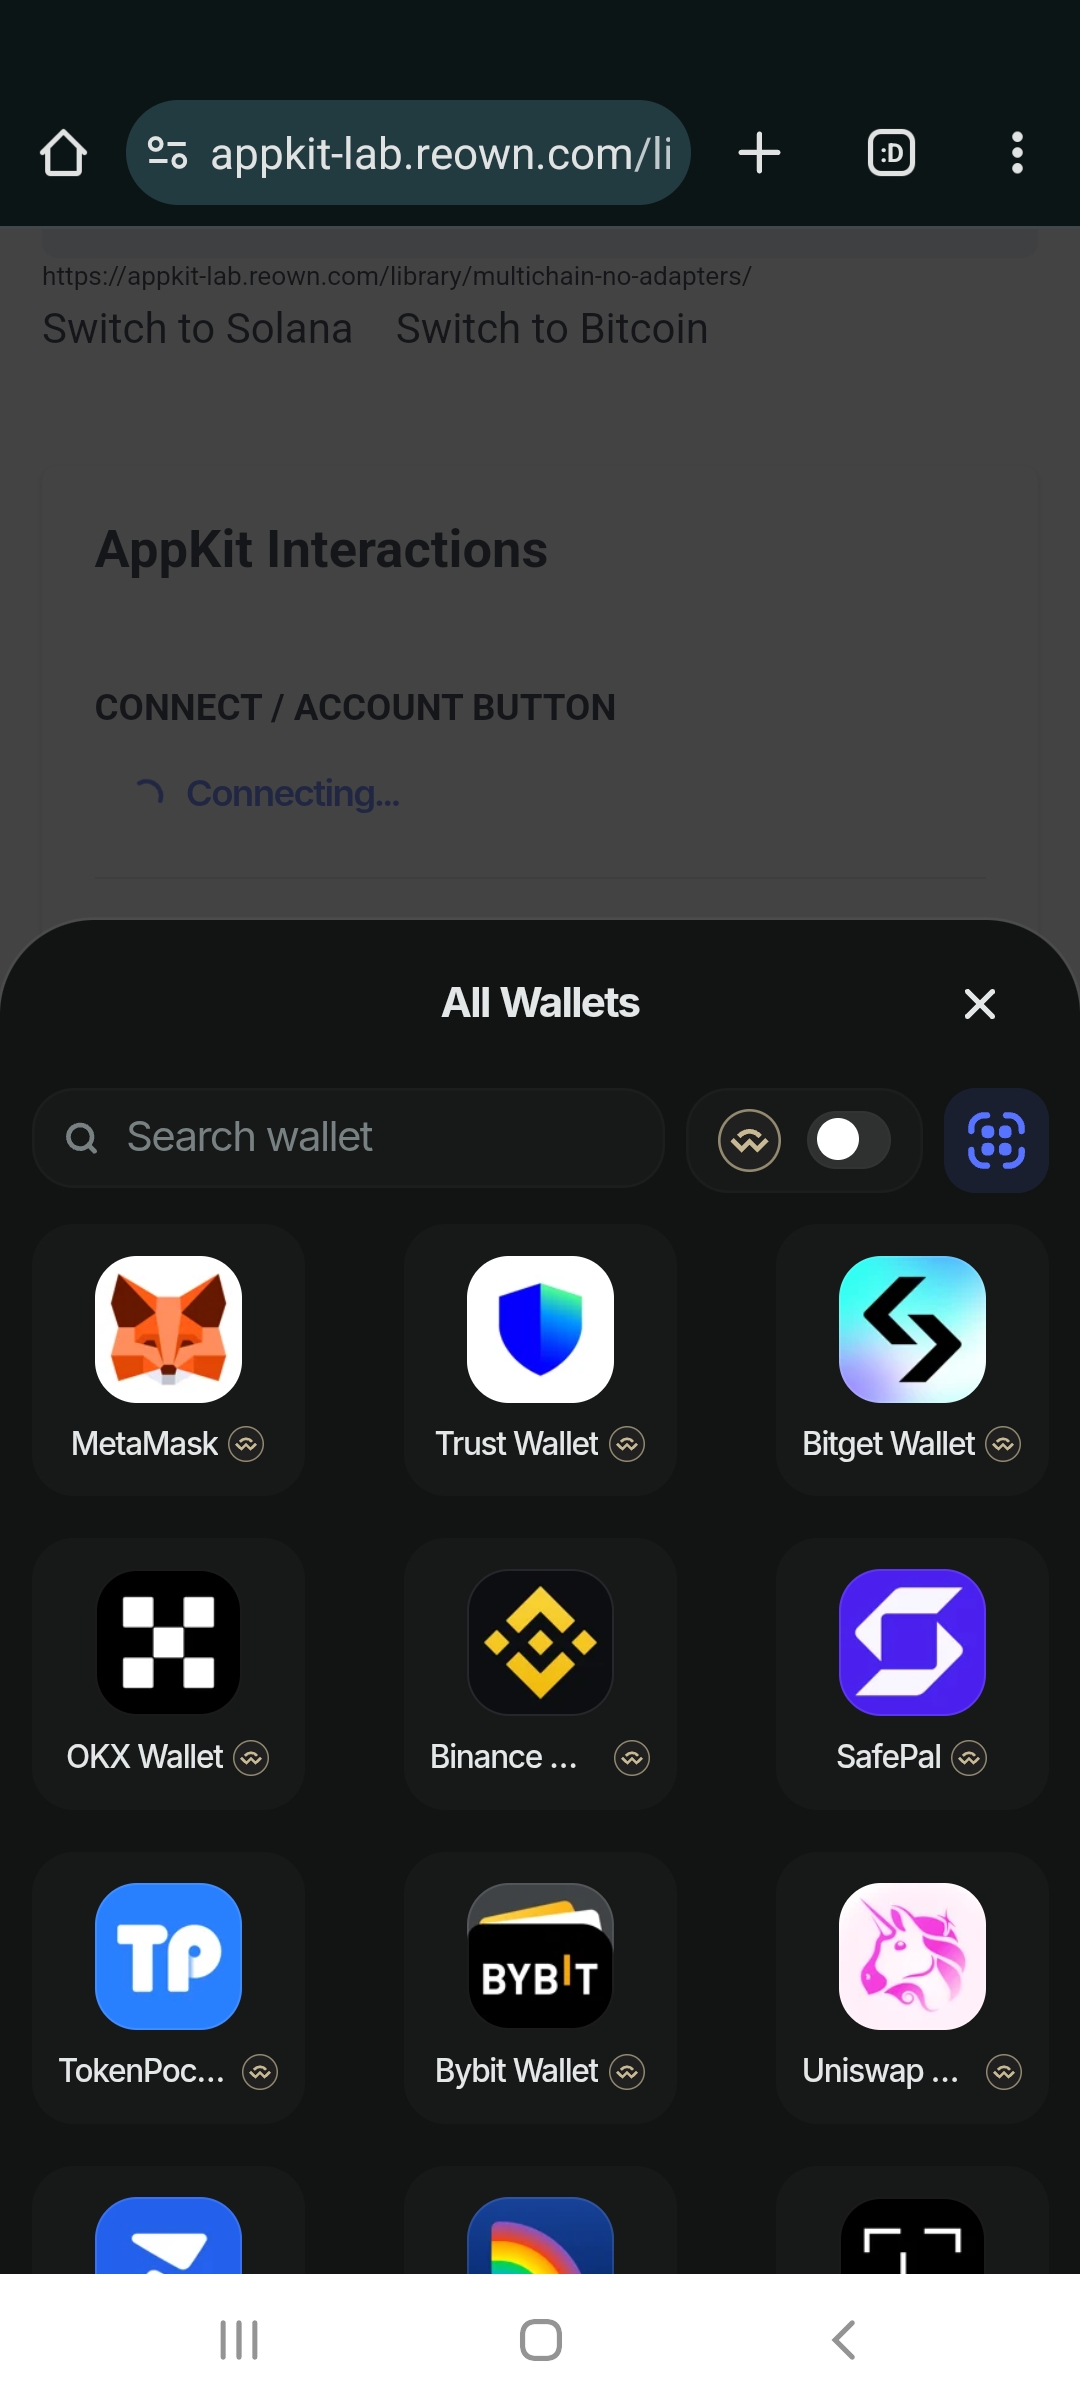 appkit-lab.reown.com/li
:D
https://appkit-lab.reown.com/library/multichain-no-adapters/
Switch to Solana Switch to Bitcoin
AppKit Interactions
CONNECT / ACCOUNT BUTTON
Connecting...
All Wallets
Search wallet
MetaMask Trust Wallet Bitget Wallet
OKX Wallet Binance ... SafePal
TP BYBIT
TokenPoc... Bybit Wallet Uniswap ...